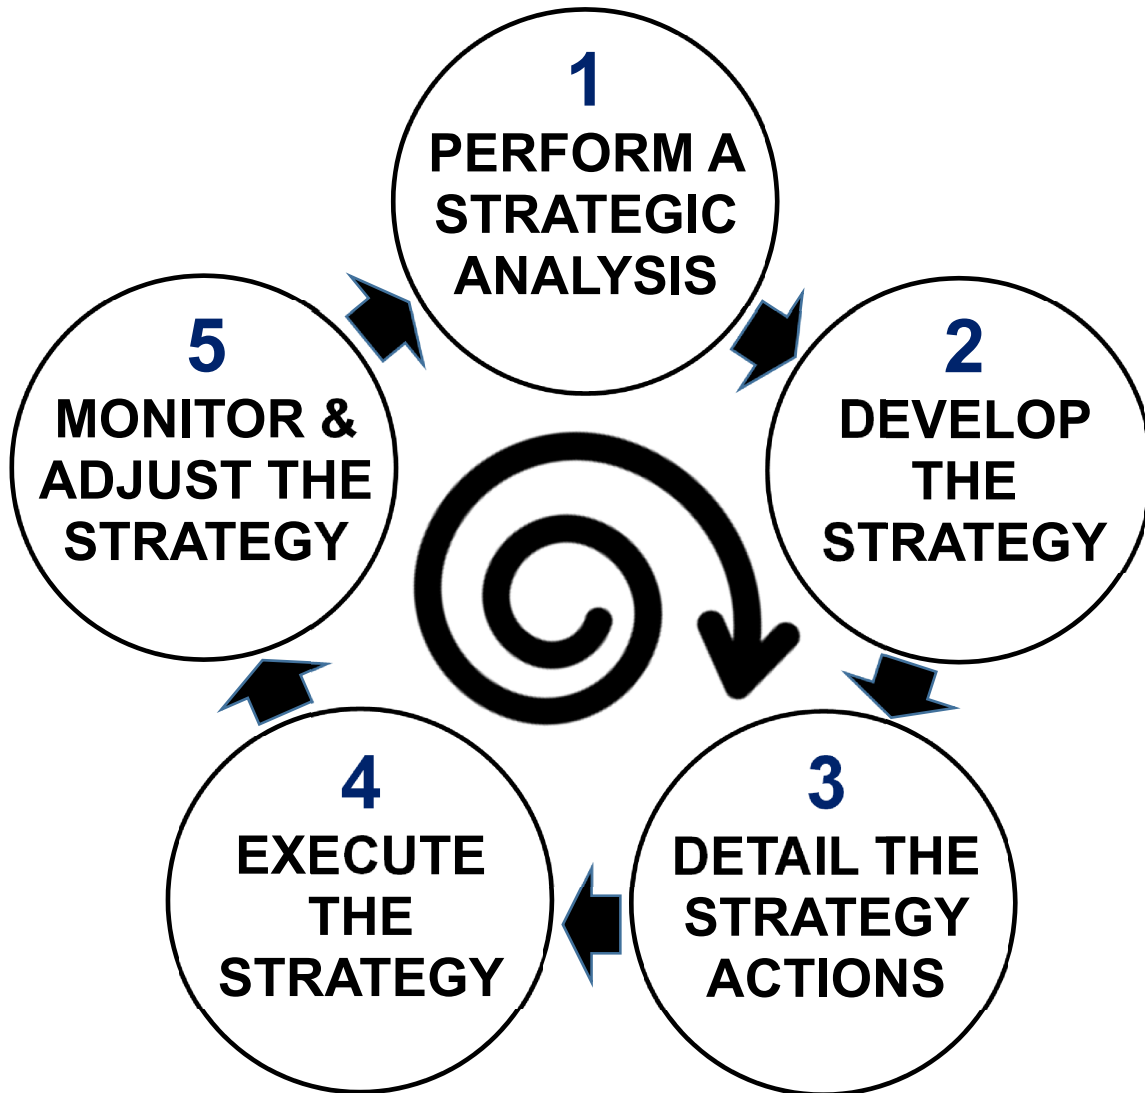 1
PERFORM A
STRATEGIC
ANALYSIS
2
DEVELOP
THE
STRATEGY
3
DETAIL THE
STRATEGY
ACTIONS
4
EXECUTE
THE
STRATEGY
5
MONITOR &
ADJUST THE
STRATEGY